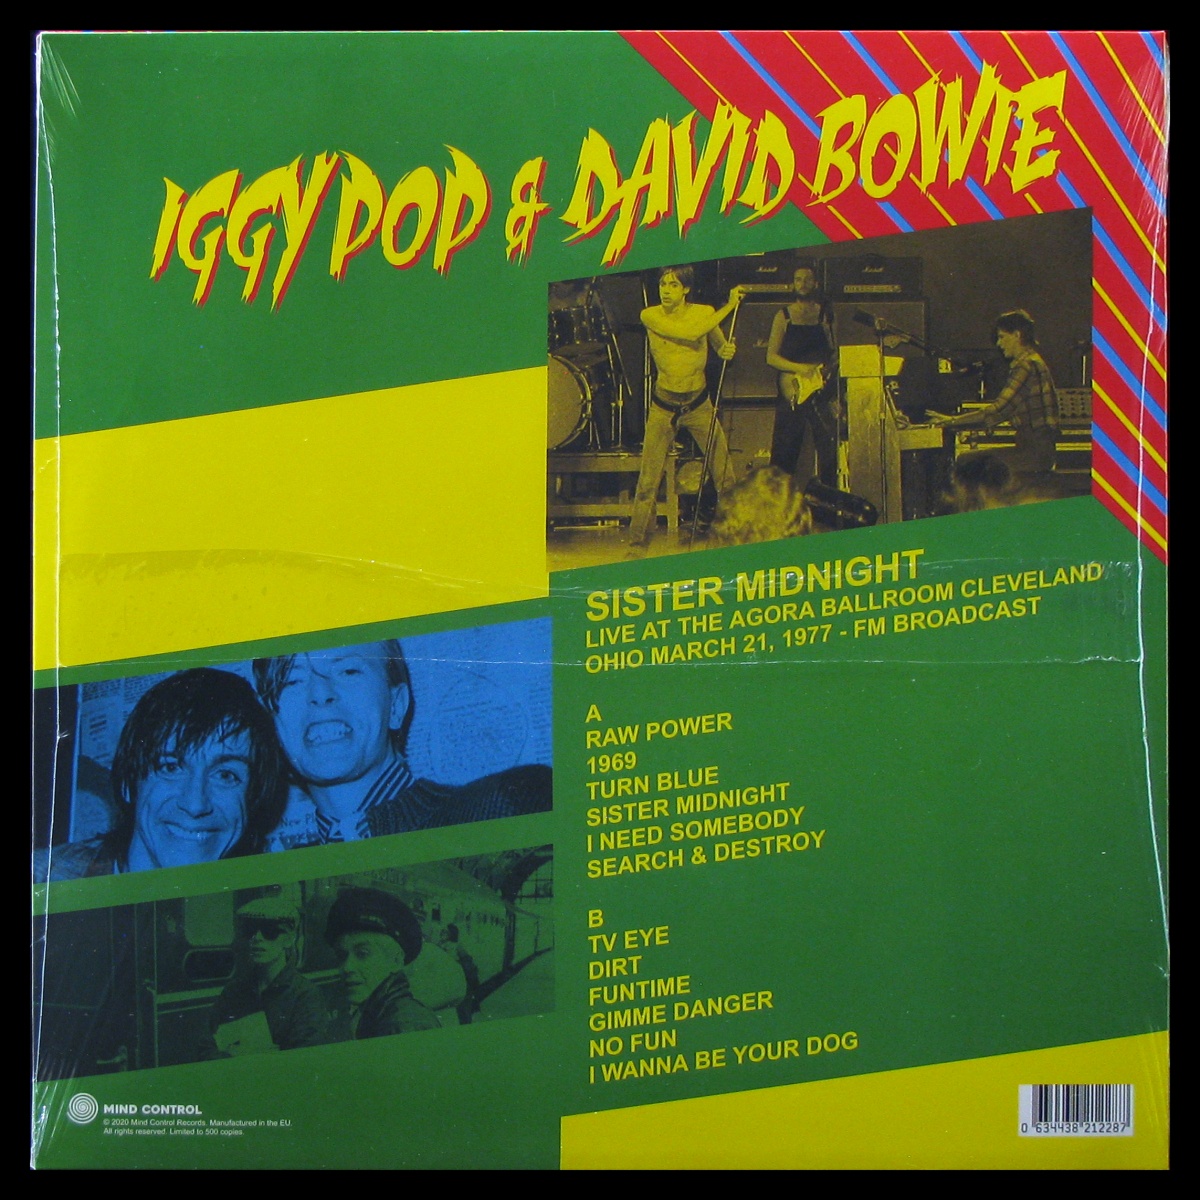 IGGY POP & DAVID BOWIE
Marshall
Marshall
SISTER MIDNIGHT
LIVE AT THE AGORA BALLROOM CLEVELAND
OHIO MARCH 21, 1977 - FM BROADCAST
A
RAW POWER
1969
TURN BLUE
SISTER MIDNIGHT
I NEED SOMEBODY
SEARCH & DESTROY
B
TV EYE
DIRT
FUNTIME
GIMME DANGER
NO FUN
I WANNA BE YOUR DOG
MIND CONTROL
© 2020 Mind Control Records. Manufactured in the EU.
All rights reserved. Limited to 500 copies.
0 634438 212287